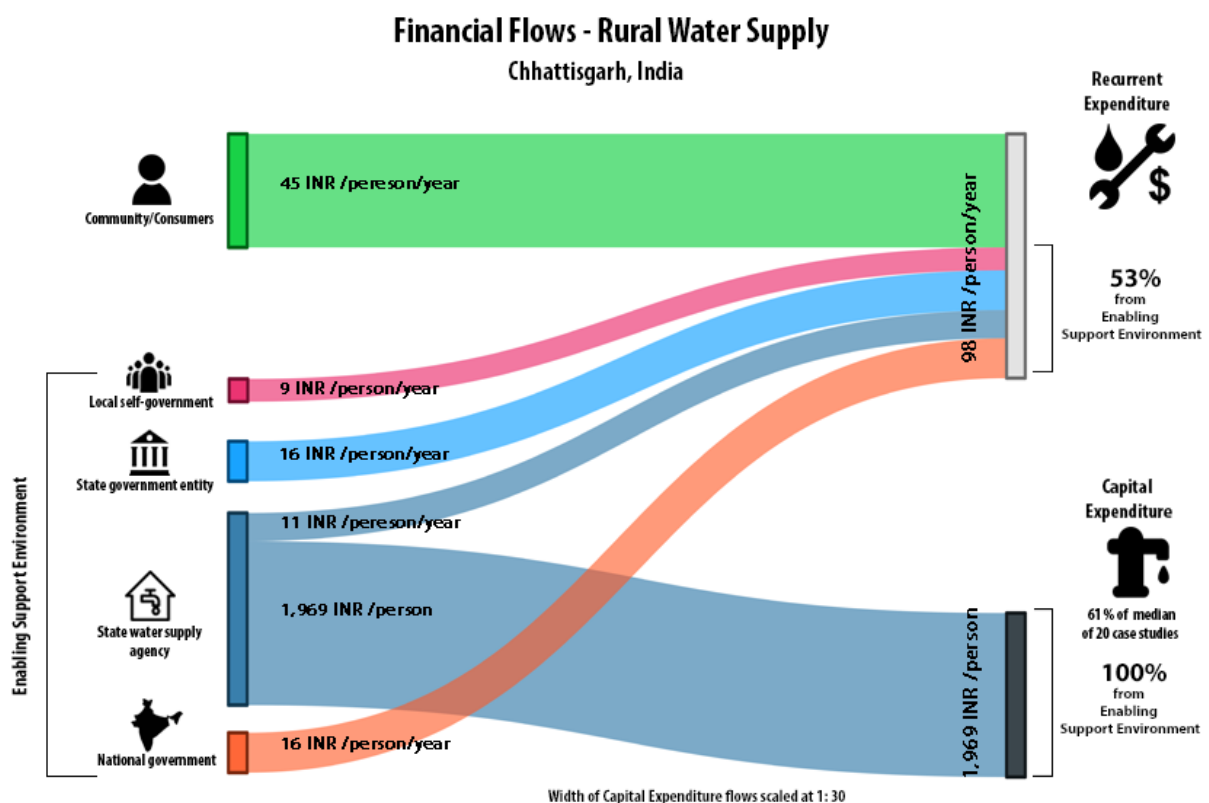 Financial Flows - Rural Water Supply
Chhattisgarh, India
Recurrent
Expenditure
$
Community/Consumers
45 INR /pereson/year
98 INR /person/year
53%
from
Enabling
Support Environment
Enabling Support Environment
Local self-government
9 INR /person/year
State government entity
16 INR /person/year
11 INR /pereson/year
State water supply
agency
1,969 INR /person
National government
16 INR /person/year
Capital
Expenditure
61% of median
of 20 case studies
1,969 INR /person
100%
from
Enabling
Support Environment
Width of Capital Expenditure flows scaled at 1: 30